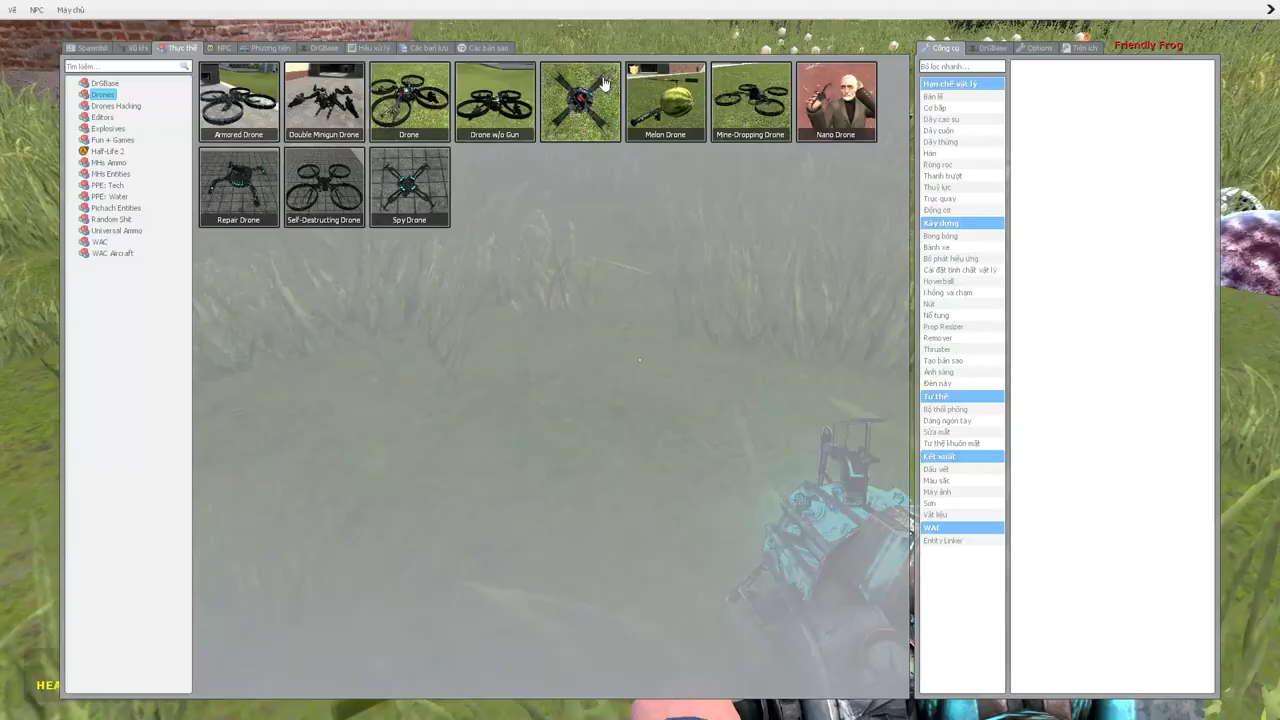 Vẽ NPC Máy chủ
Spawnlist Vũ khí Thực thể NPC Phương tiện DrGBase Hậu xử lý Các bản lưu Các bản sao
Công cụ DrGBase Options Tiện ích
Friendly Frog
Tìm kiếm...
DrGBase
Drones
Drones Hacking
Editors
Explosives
Fun + Games
Half-Life 2
MHs Ammo
MHs Entities
PPE: Tech
PPE: Water
Pichach Entities
Random Shit
Universal Ammo
WAC
WAC Aircraft
Armored Drone
Double Minigun Drone
Drone
Drone w/o Gun
Melon Drone
Mine-Dropping Drone
Nano Drone
Repair Drone
Self-Destructing Drone
Spy Drone
Bộ lọc nhanh...
Hạn chế vật lý
Bản lề
Cơ bắp
Dây cao su
Dây cuộn
Dây thừng
Hàn
Ròng rọc
Thanh trượt
Thuỷ lực
Trục quay
Động cơ
Xây dựng
Bong bóng
Bánh xe
Bộ phát hiệu ứng
Cài đặt tính chất vật lý
Hoverball
Không va chạm
Nút
Nổ tung
Prop Resizer
Remover
Thruster
Tạo bản sao
Ánh sáng
Đèn này
Tư thế
Bộ thổi phồng
Dáng ngón tay
Sửa mắt
Tư thế khuôn mặt
Kết xuất
Dấu vết
Màu sắc
Máy ảnh
Sơn
Vật liệu
WAC
Entity Linker
HEA